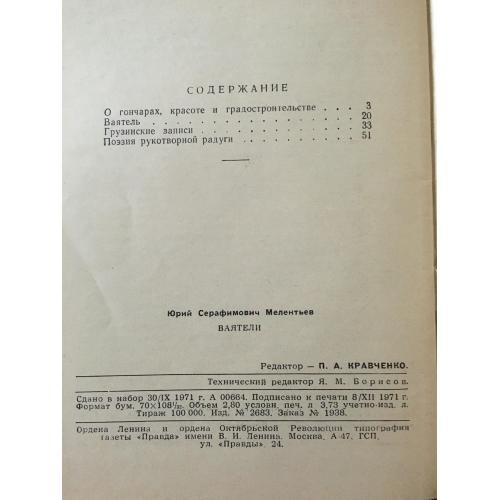 СОДЕРЖАНИЕ
О гончарах, красоте и градостроительстве . . . 3
Ваятель . . . . . . . . . . . . . . . 20
Грузинские записи . . . . . . . . . . . 33
Поэзия рукотворной радуги . . . . . . . . 51
Юрий Серафимович Мелентьев
ВАЯТЕЛИ
Редактор — П. А. КРАВЧЕНКО.
Технический редактор Я. М. Борисов.
Сдано в набор 30/IX 1971 г. А 00664. Подписано к печати 8/XII 1971 г.
Формат бум. 70×108¹/₃₂. Объем 2,80 условн. печ. л. 3,73 учетно-изд. л.
Тираж 100 000. Изд. № 2683. Заказ № 1938.
Ордена Ленина и ордена Октябрьской Революции типография
газеты «Правда» имени В. И. Ленина. Москва, А-47, ГСП,
ул. «Правды», 24.